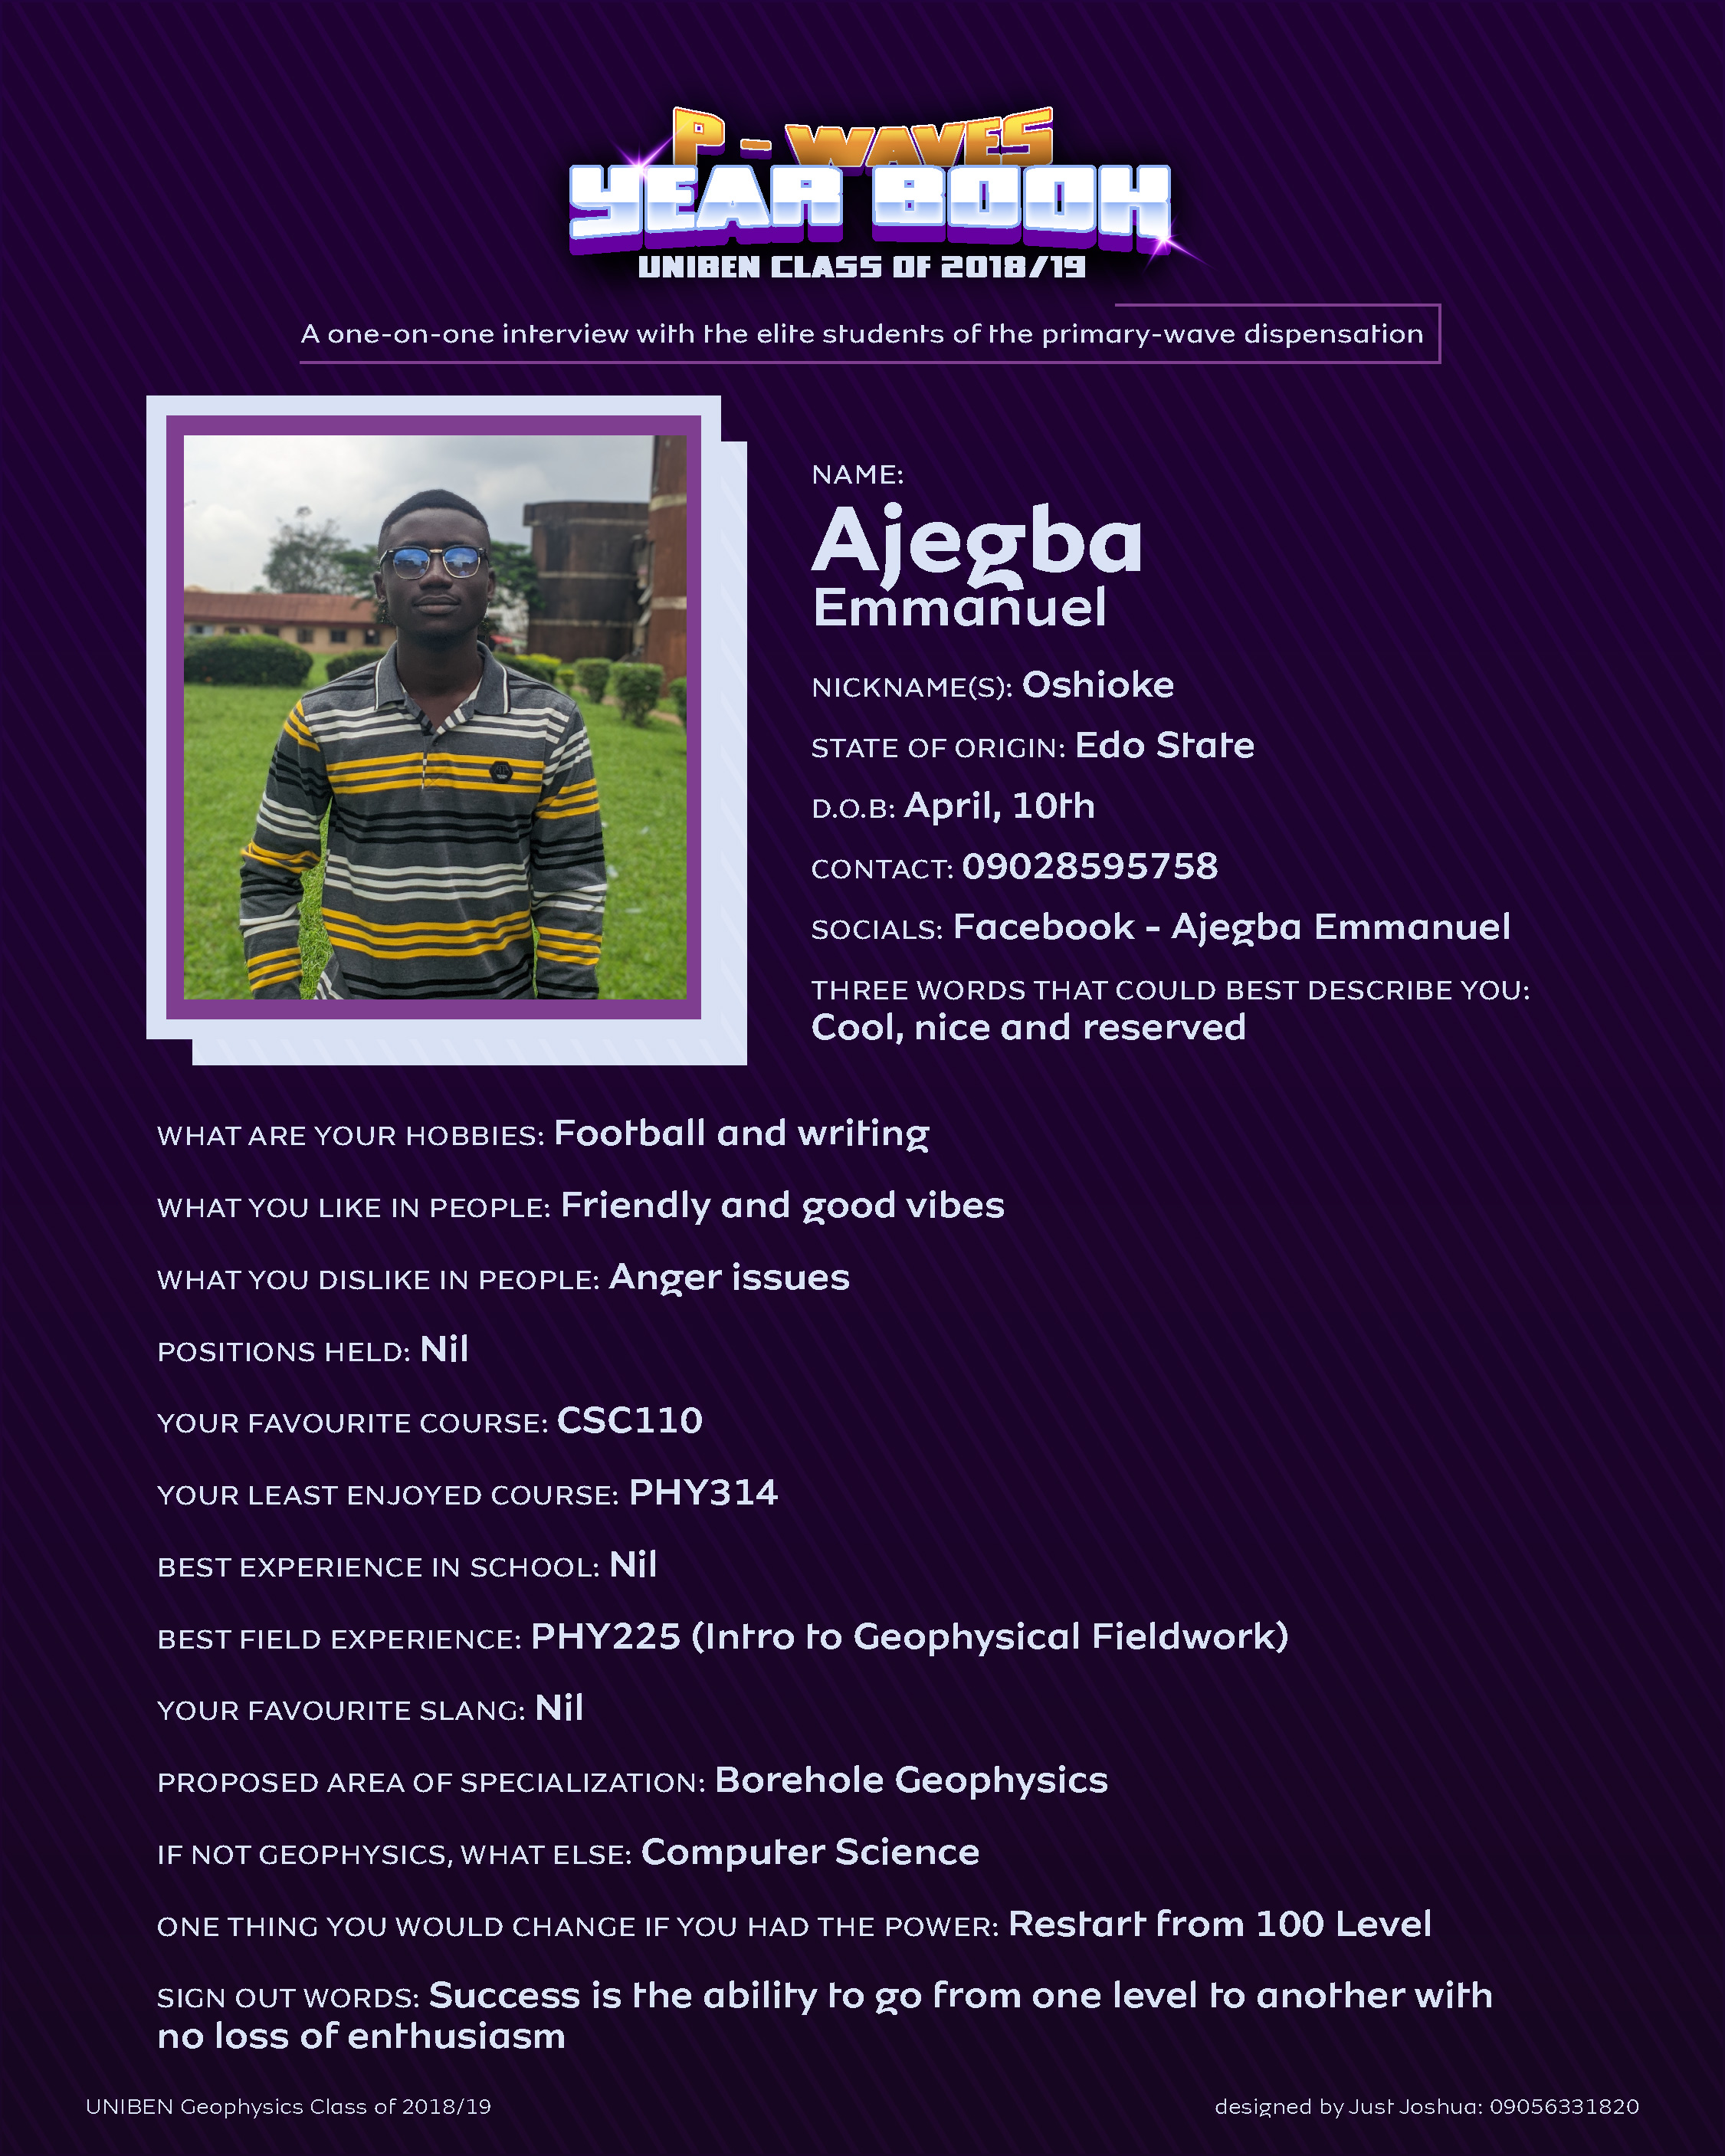 P - WAVES
YEAR BOOK
UNIBEN CLASS OF 2018/19
A one-on-one interview with the elite students of the primary-wave dispensation
NAME:
Ajegba
Emmanuel
NICKNAME(S): Oshioke
STATE OF ORIGIN: Edo State
D.O.B: April, 10th
CONTACT: 09028595758
SOCIALS: Facebook - Ajegba Emmanuel
THREE WORDS THAT COULD BEST DESCRIBE YOU:
Cool, nice and reserved
WHAT ARE YOUR HOBBIES: Football and writing
WHAT YOU LIKE IN PEOPLE: Friendly and good vibes
WHAT YOU DISLIKE IN PEOPLE: Anger issues
POSITIONS HELD: Nil
YOUR FAVOURITE COURSE: CSC110
YOUR LEAST ENJOYED COURSE: PHY314
BEST EXPERIENCE IN SCHOOL: Nil
BEST FIELD EXPERIENCE: PHY225 (Intro to Geophysical Fieldwork)
YOUR FAVOURITE SLANG: Nil
PROPOSED AREA OF SPECIALIZATION: Borehole Geophysics
IF NOT GEOPHYSICS, WHAT ELSE: Computer Science
ONE THING YOU WOULD CHANGE IF YOU HAD THE POWER: Restart from 100 Level
SIGN OUT WORDS: Success is the ability to go from one level to another with
no loss of enthusiasm
UNIBEN Geophysics Class of 2018/19
designed by Just Joshua: 09056331820